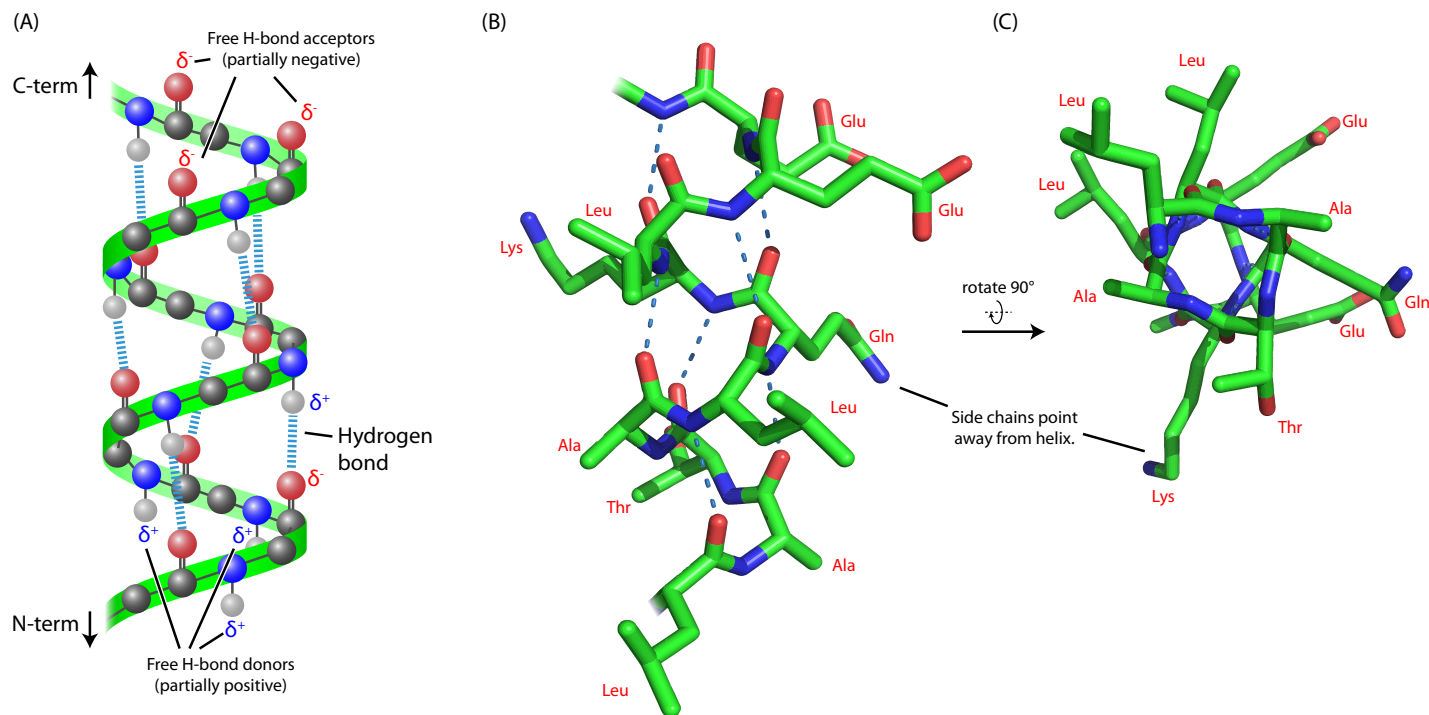 (A)
Free H-bond acceptors
(partially negative)
δ-
δ-
δ-
C-term
δ+
Hydrogen
bond
δ-
δ+
δ+
N-term
δ+
Free H-bond donors
(partially positive)
(B)
Glu
Glu
Leu
Lys
Gln
Leu
Ala
Thr
Ala
Leu
rotate 90°
Side chains point
away from helix.
(C)
Leu
Leu
Glu
Leu
Ala
Ala
Gln
Glu
Thr
Lys